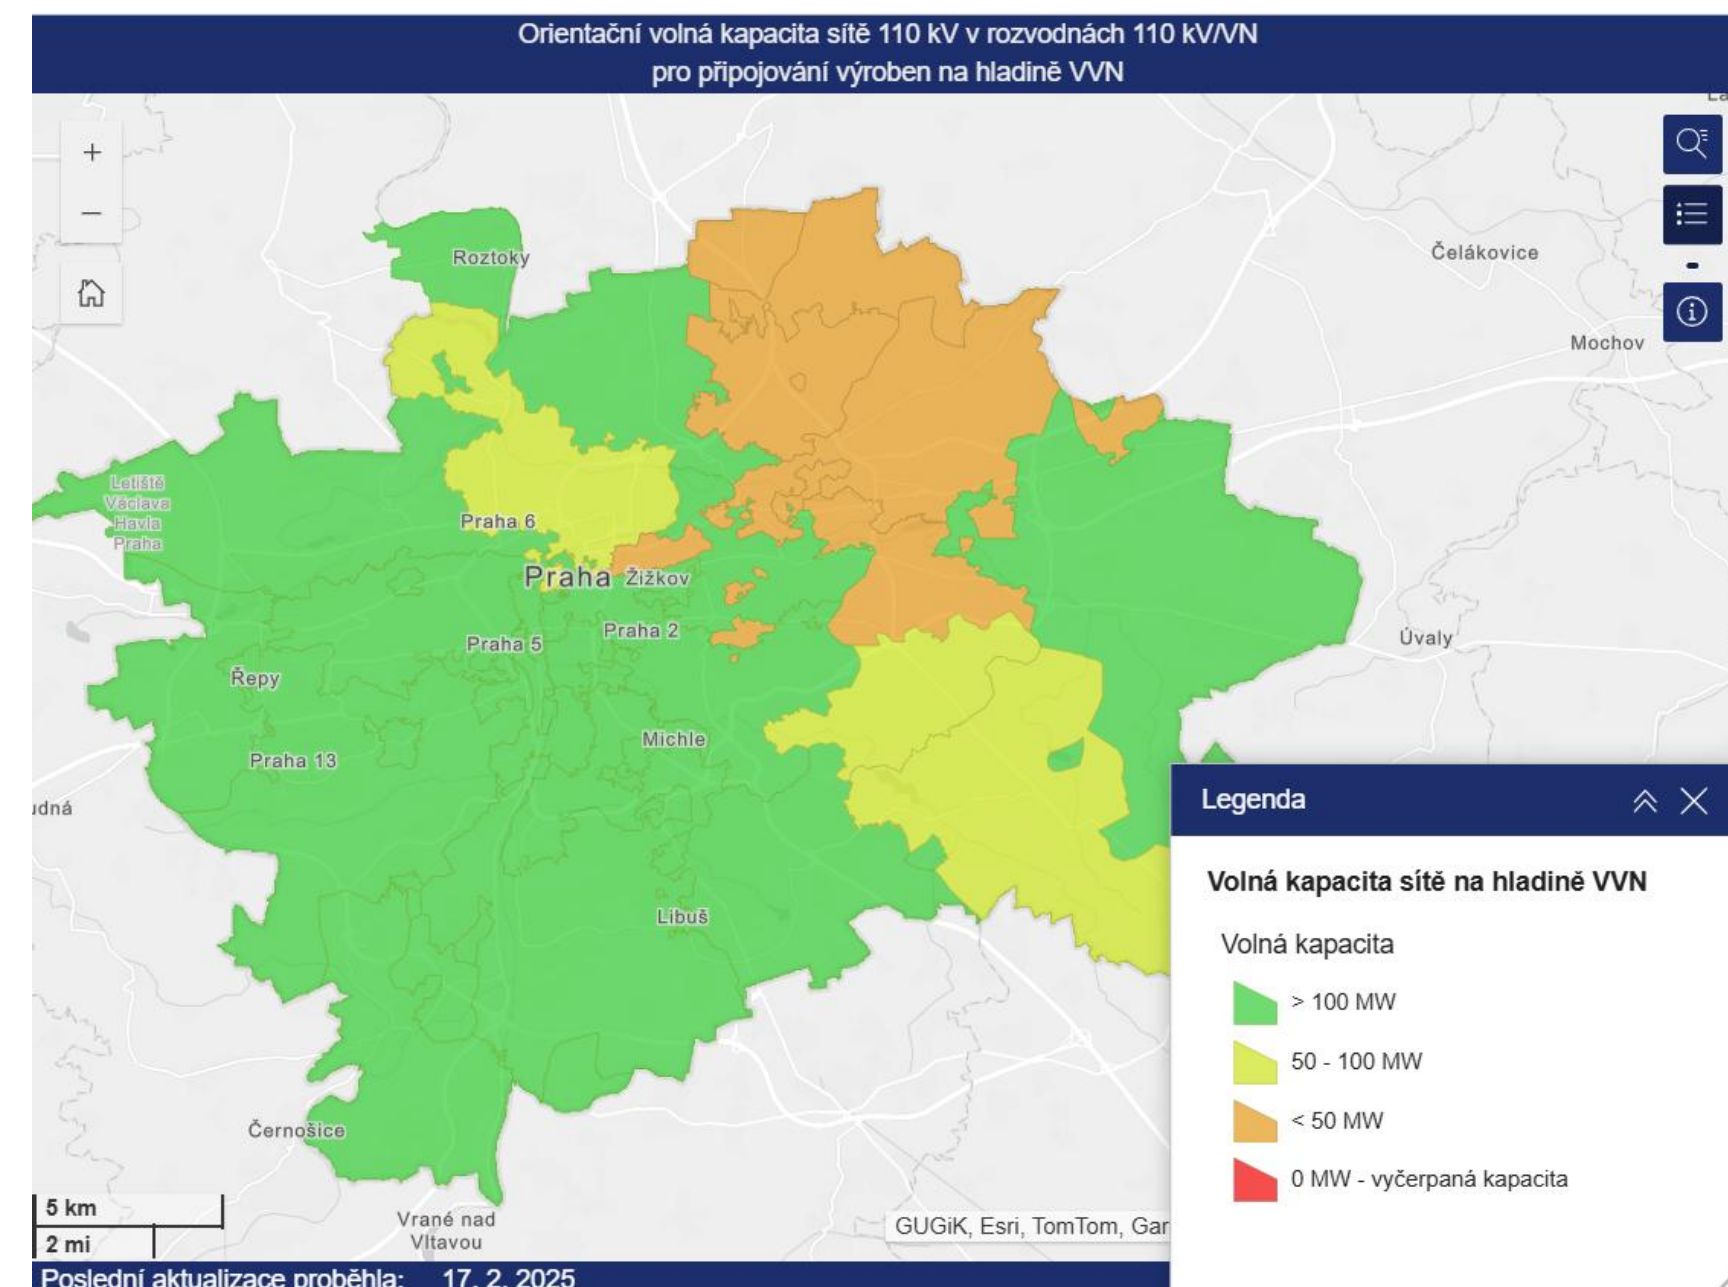 Orientační volná kapacita sítě 110 kV v rozvodnách 110 kV/VN
pro připojování výroben na hladině VVN
+
–
Roztoky
Čelákovice
Mochov
Letiště
Václava
Havla
Praha
Praha 6
Praha
Žižkov
Praha 2
Praha 5
Úvaly
Řepy
Michle
Praha 13
Libuš
Černošice
Vrané nad
Vltavou
5 km
2 mi
GUGiK, Esri, TomTom, Gar
Legenda
Volná kapacita sítě na hladině VVN
Volná kapacita
> 100 MW
50 - 100 MW
< 50 MW
0 MW - vyčerpaná kapacita
Poslední aktualizace proběhla: 17. 2. 2025